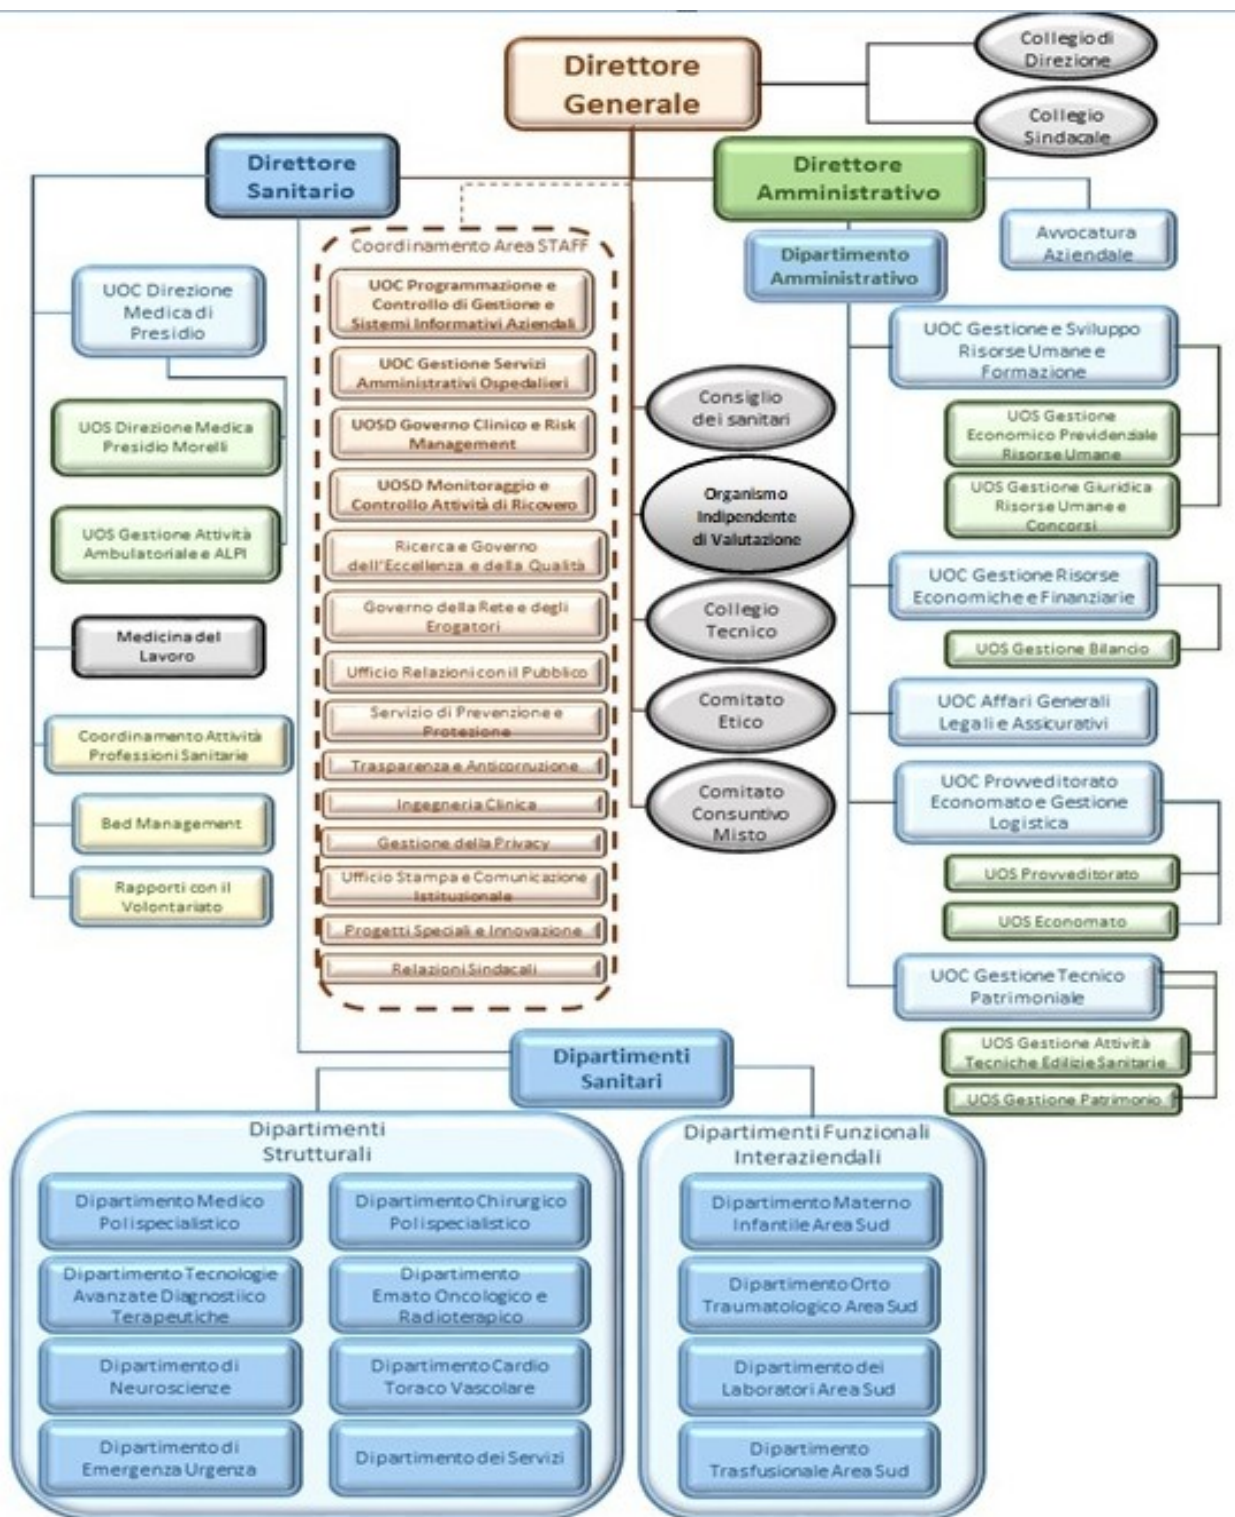 Direttore
Generale
Collegio di
Direzione
Collegio
Sindacale
Direttore
Sanitario
Direttore
Amministrativo
Avvocatura
Aziendale
Dipartimento
Amministrativo
UOC Direzione
Medica di
Presidio
UOS Direzione Medica
Presidio Morelli
UOS Gestione Attività
Ambulatoriale e ALPI
Medicina del
Lavoro
Coordinamento Attività
Professioni Sanitarie
Bed Management
Rapporti con il
Volontariato
Coordinamento Area STAFF
UOC Programmazione e
Controllo di Gestione e
Sistemi Informativi Aziendali
UOC Gestione Servizi
Amministrativi Ospedalieri
UOSD Governo Clinico e Risk
Management
UOSD Monitoraggio e
Controllo Attività di Ricovero
Ricerca e Governo
dell'Eccellenza e della Qualità
Governo della Rete e degli
Erogatori
Ufficio Relazioni con il Pubblico
Servizio di Prevenzione e
Protezione
Trasparenza e Anticorruzione
Ingegneria Clinica
Gestione della Privacy
Ufficio Stampa e Comunicazione
Istituzionale
Progetti Speciali e Innovazione
Relazioni Sindacali
Consiglio
dei sanitari
Organismo
Indipendente
di Valutazione
Collegio
Tecnico
Comitato
Etico
Comitato
Consuntivo
Misto
UOC Gestione e Sviluppo
Risorse Umane e
Formazione
UOS Gestione
Economico Previdenziale
Risorse Umane
UOS Gestione Giuridica
Risorse Umane e
Concorsi
UOC Gestione Risorse
Economiche e Finanziarie
UOS Gestione Bilancio
UOC Affari Generali
Legali e Assicurativi
UOC Provveditorato
Economato e Gestione
Logistica
UOS Provveditorato
UOS Economato
UOC Gestione Tecnico
Patrimoniale
UOS Gestione Attività
Tecniche Edilizie Sanitarie
UOS Gestione Patrimonio
Dipartimenti
Sanitari
Dipartimenti
Strutturali
Dipartimento Medico
Polispecialistico
Dipartimento Chirurgico
Polispecialistico
Dipartimento Tecnologie
Avanzate Diagnostiico
Terapeutiche
Dipartimento
Emato Oncologico e
Radioterapico
Dipartimento di
Neuroscienze
Dipartimento Cardio
Toraco Vascolare
Dipartimento di
Emergenza Urgenza
Dipartimento dei Servizi
Dipartimenti Funzionali
Interaziendali
Dipartimento Materno
Infantile Area Sud
Dipartimento Orto
Traumatologico Area Sud
Dipartimento dei
Laboratori Area Sud
Dipartimento
Trasfusionale Area Sud